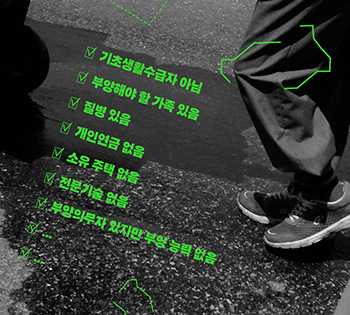 기초생활수급자 아님
부양해야 할 가족 있음
질병 있음
개인연금 없음
소유 주택 없음
전문기술 없음
부양의무자 있지만 부양 능력 없음
...
...